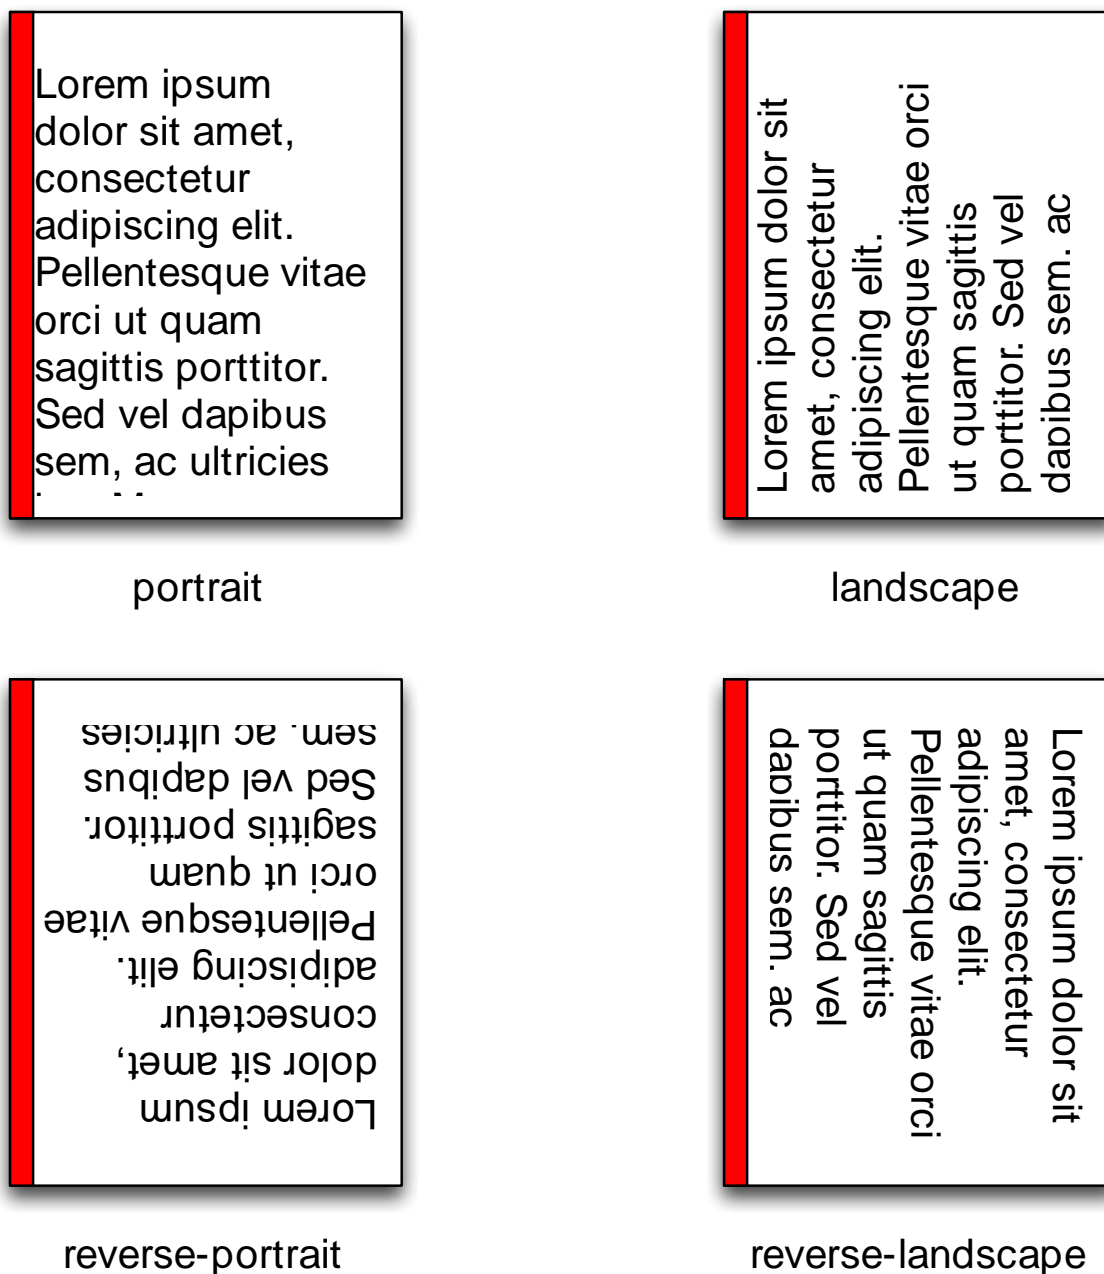 Lorem ipsum
dolor sit amet,
consectetur
adipiscing elit.
Pellentesque vitae
orci ut quam
sagittis porttitor.
Sed vel dapibus
sem, ac ultricies
portrait
Lorem ipsum dolor sit
amet, consectetur
adipiscing elit.
Pellentesque vitae orci
ut quam sagittis
porttitor. Sed vel
dapibus sem, ac
landscape
Lorem ipsum
dolor sit amet,
consectetur
adipiscing elit.
Pellentesque vitae
orci ut quam
sagittis porttitor.
Sed vel dapibus
sem, ac ultricies
reverse-portrait
Lorem ipsum dolor sit
amet, consectetur
adipiscing elit.
Pellentesque vitae orci
ut quam sagittis
porttitor. Sed vel
dapibus sem, ac
reverse-landscape